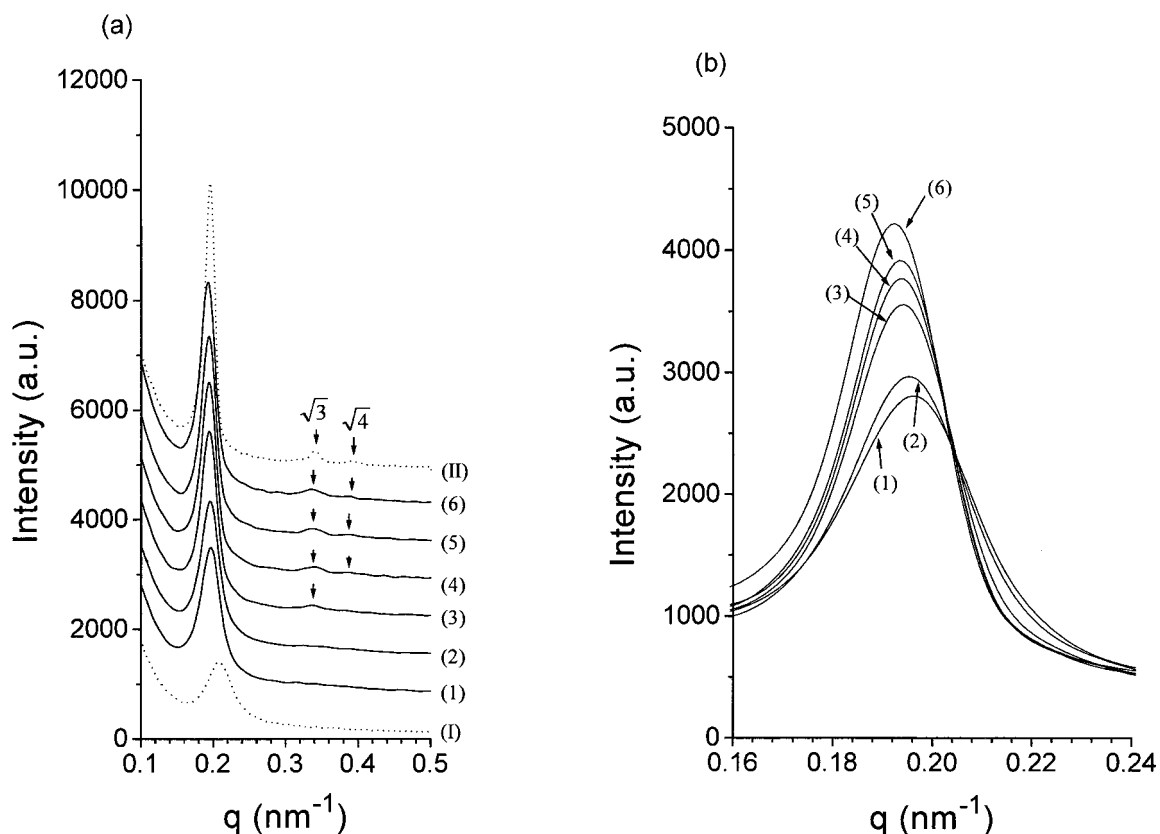 (a)
12000
10000
8000
6000
4000
2000
0
Intensity (a.u.)
√3 √4
(II)
(6)
(5)
(4)
(3)
(2)
(1)
(I)
0.1 0.2 0.3 0.4 0.5
q (nm⁻¹)
(b)
5000
4000
3000
2000
1000
0
Intensity (a.u.)
(5) (6)
(4)
(3)
(2)
(1)
0.16 0.18 0.20 0.22 0.24
q (nm⁻¹)